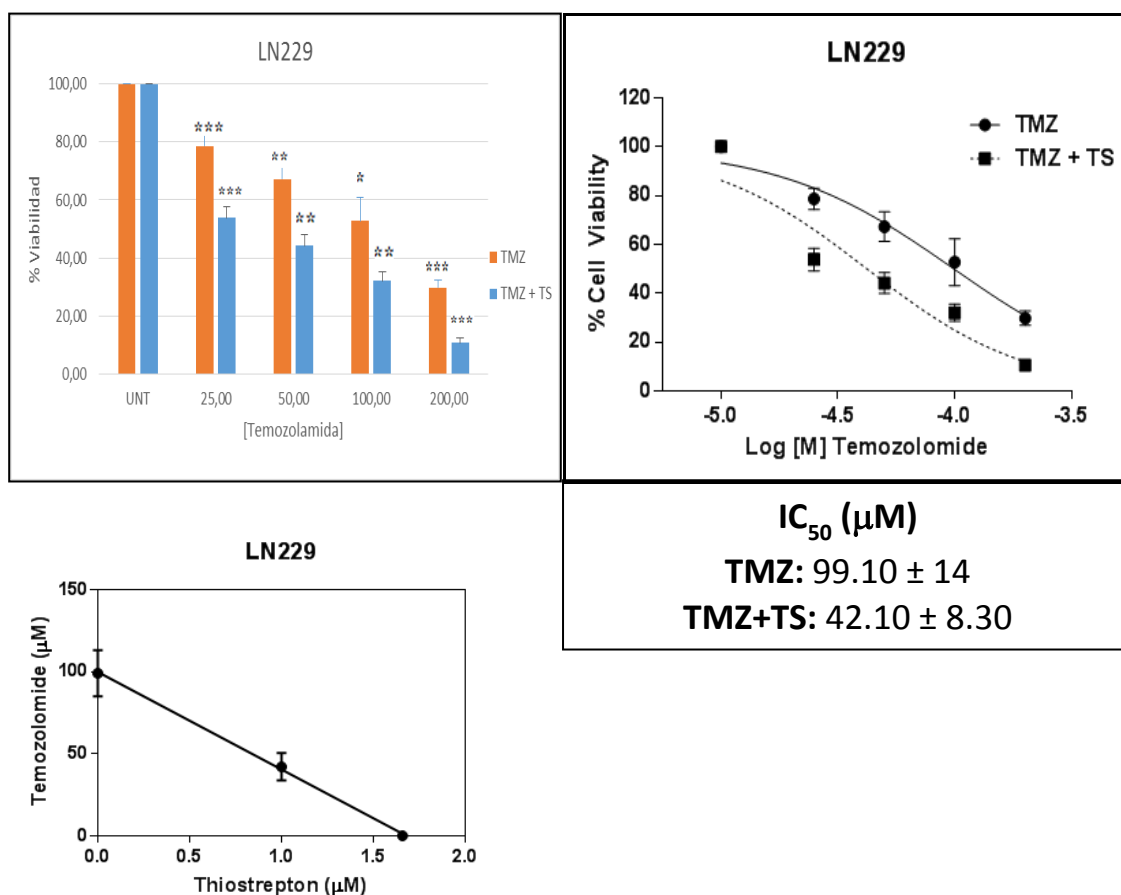 LN229
100,00
80,00
60,00
40,00
20,00
0,00
% Viabilidad
***
***
**
**
*
**
***
***
TMZ
TMZ + TS
UNT 25,00 50,00 100,00 200,00
[Temozolamida]
LN229
120
100
80
60
40
20
0
% Cell Viability
TMZ
TMZ + TS
-5.0 -4.5 -4.0 -3.5
Log [M] Temozolomide
IC50 (μM)
TMZ: 99.10 ± 14
TMZ+TS: 42.10 ± 8.30
LN229
150
100
50
0
Temozolomide (μM)
0.0 0.5 1.0 1.5 2.0
Thiostrepton (μM)